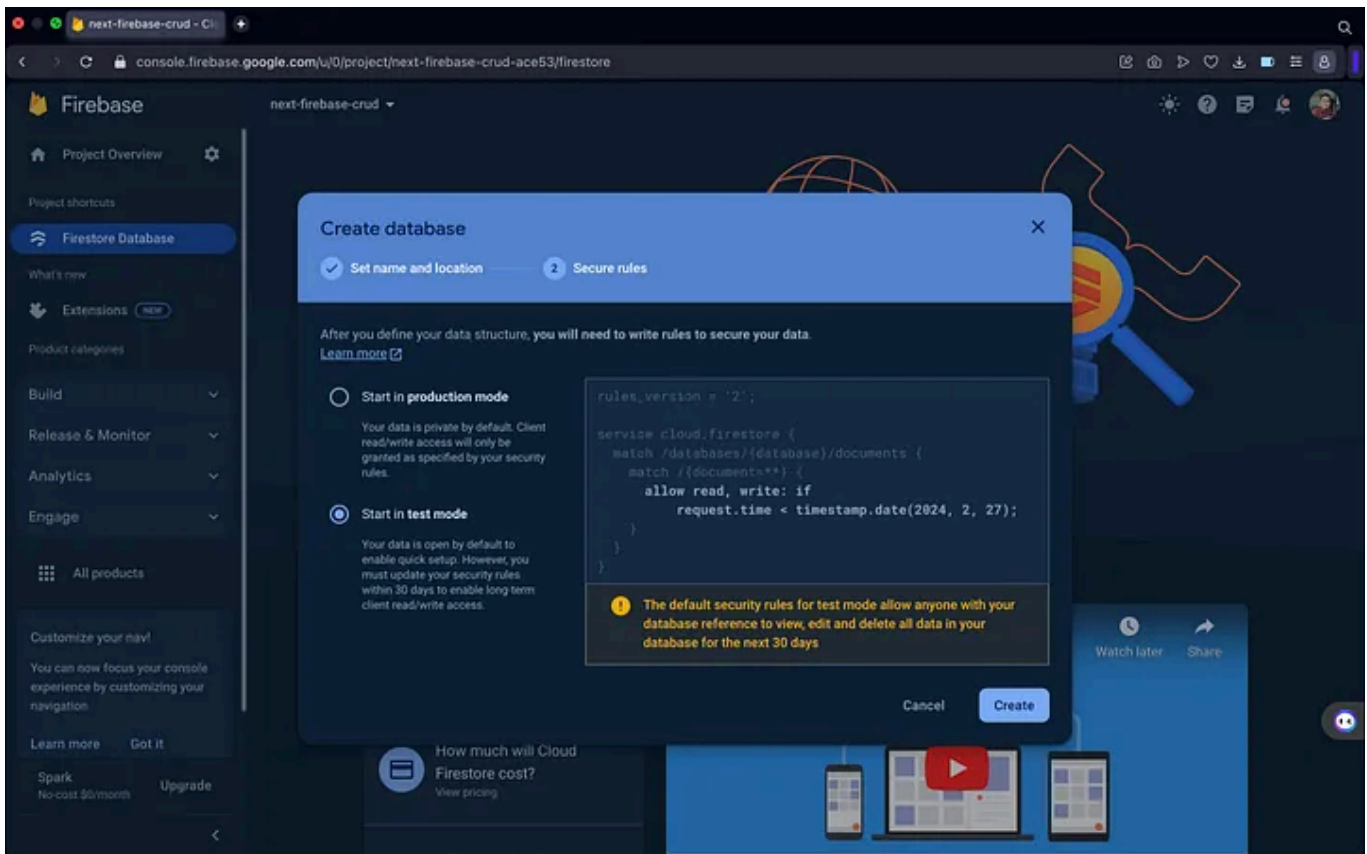 next-firebase-crud - Cl
console.firebase.google.com/u/0/project/next-firebase-crud-ace53/firestore
Firebase
next-firebase-crud
Project Overview
Project shortcuts
Firestore Database
What's new
Extensions NEW
Product categories
Build
Release & Monitor
Analytics
Engage
All products
Customize your nav!
You can now focus your console
experience by customizing your
navigation
Learn more Got it
Spark
No-cost $0/month
Upgrade
Create database
Set name and location
2 Secure rules
After you define your data structure, you will need to write rules to secure your data.
Learn more
Start in production mode
Your data is private by default. Client
read/write access will only be
granted as specified by your security
rules.
Start in test mode
Your data is open by default to
enable quick setup. However, you
must update your security rules
within 30 days to enable long-term
client read/write access.
rules_version = '2';
service cloud.firestore {
match /databases/{database}/documents {
match /{document=**} {
allow read, write: if
request.time < timestamp.date(2024, 2, 27);
}
}
}
! The default security rules for test mode allow anyone with your
database reference to view, edit and delete all data in your
database for the next 30 days
Cancel Create
How much will Cloud
Firestore cost?
View pricing
Watch later Share